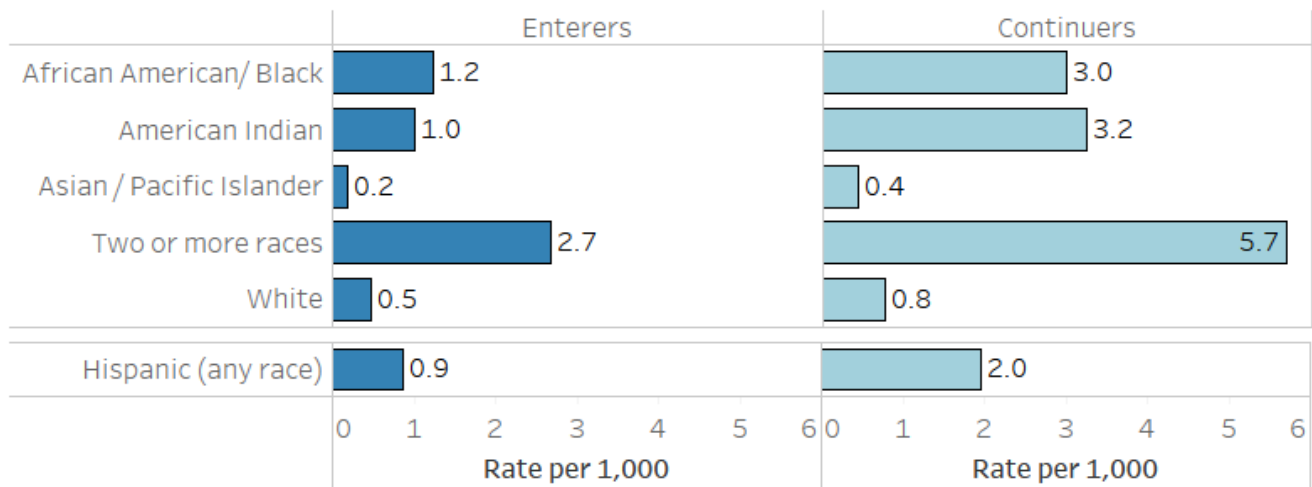 Enterers Continuers
African American/ Black 1.2 3.0
American Indian 1.0 3.2
Asian / Pacific Islander 0.2 0.4
Two or more races 2.7 5.7
White 0.5 0.8
Hispanic (any race) 0.9 2.0
0 1 2 3 4 5 6 0 1 2 3 4 5 6
Rate per 1,000 Rate per 1,000